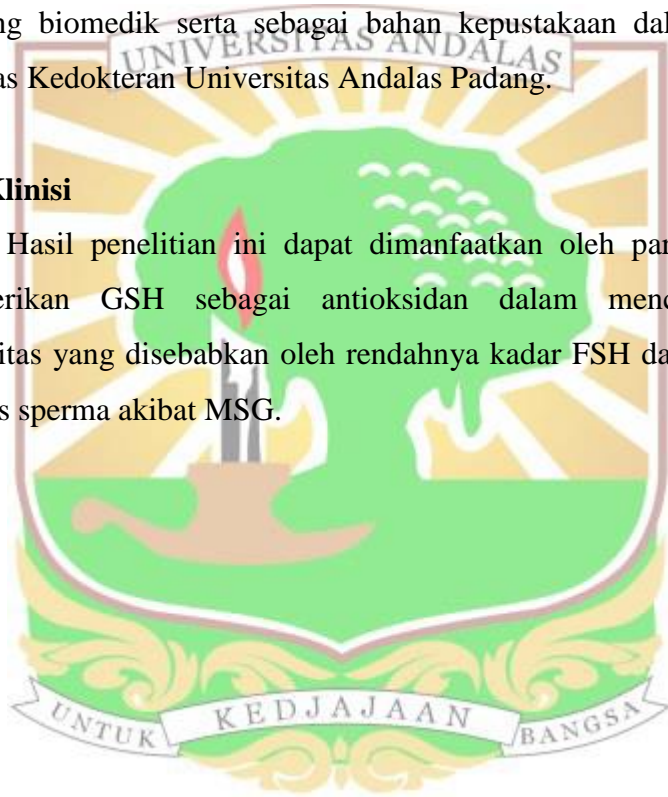 ng biomedik serta sebagai bahan kepustakaan dal
UNIVERSITAS ANDALAS
as Kedokteran Universitas Andalas Padang.
Klinisi
Hasil penelitian ini dapat dimanfaatkan oleh par
erikan GSH sebagai antioksidan dalam menc
itas yang disebabkan oleh rendahnya kadar FSH da
s sperma akibat MSG.
UNTUK KEDJAJAAN BANGSA